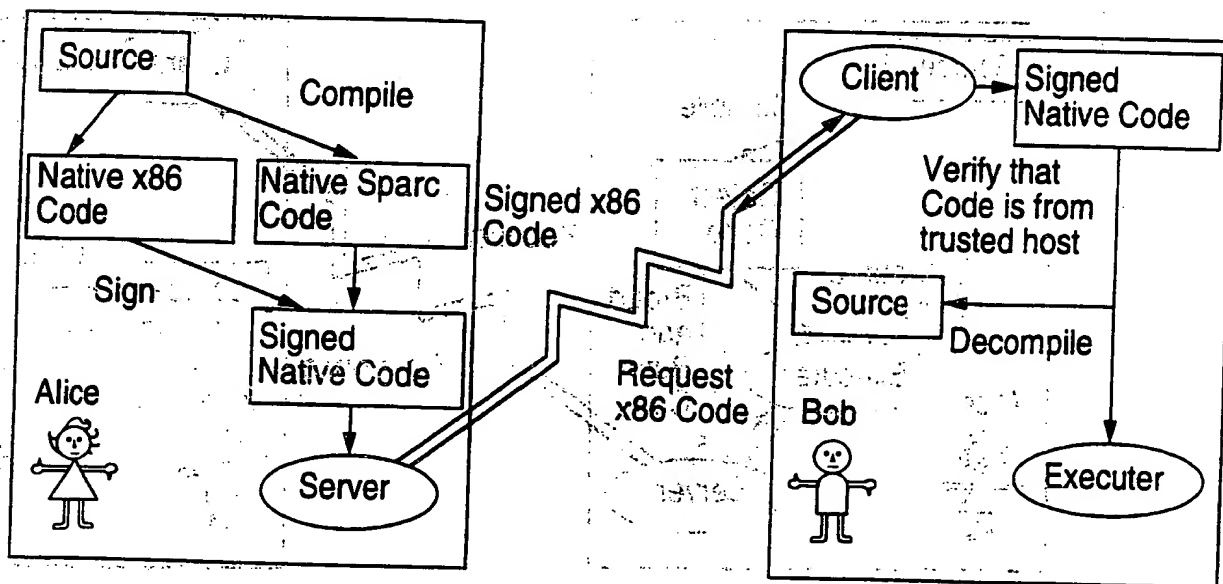 Source
Compile
Native x86
Code
Native Sparc
Code
Sign
Signed
Native Code
Alice
Server
Signed x86
Code
Request
x86 Code
Client
Signed
Native Code
Verify that
Code is from
trusted host
Source
Decompile
Bob
Executer